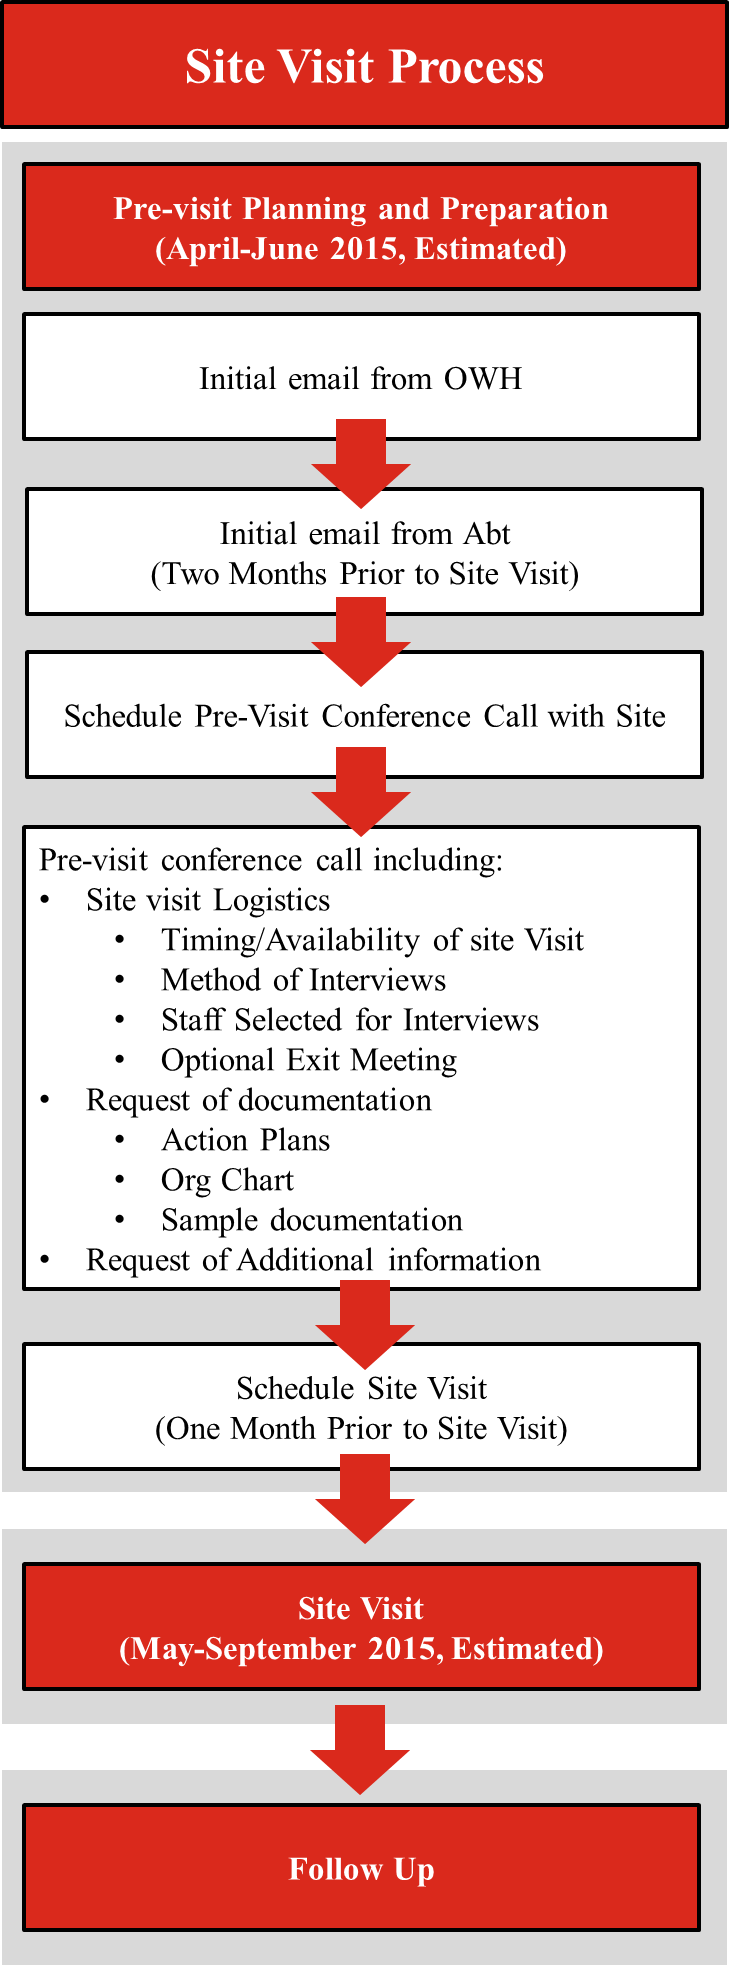 Site Visit Process
Pre-visit Planning and Preparation
(April-June 2015, Estimated)
Initial email from OWH
Initial email from Abt
(Two Months Prior to Site Visit)
Schedule Pre-Visit Conference Call with Site
Pre-visit conference call including:
• Site visit Logistics
• Timing/Availability of site Visit
• Method of Interviews
• Staff Selected for Interviews
• Optional Exit Meeting
• Request of documentation
• Action Plans
• Org Chart
• Sample documentation
• Request of Additional information
Schedule Site Visit
(One Month Prior to Site Visit)
Site Visit
(May-September 2015, Estimated)
Follow Up